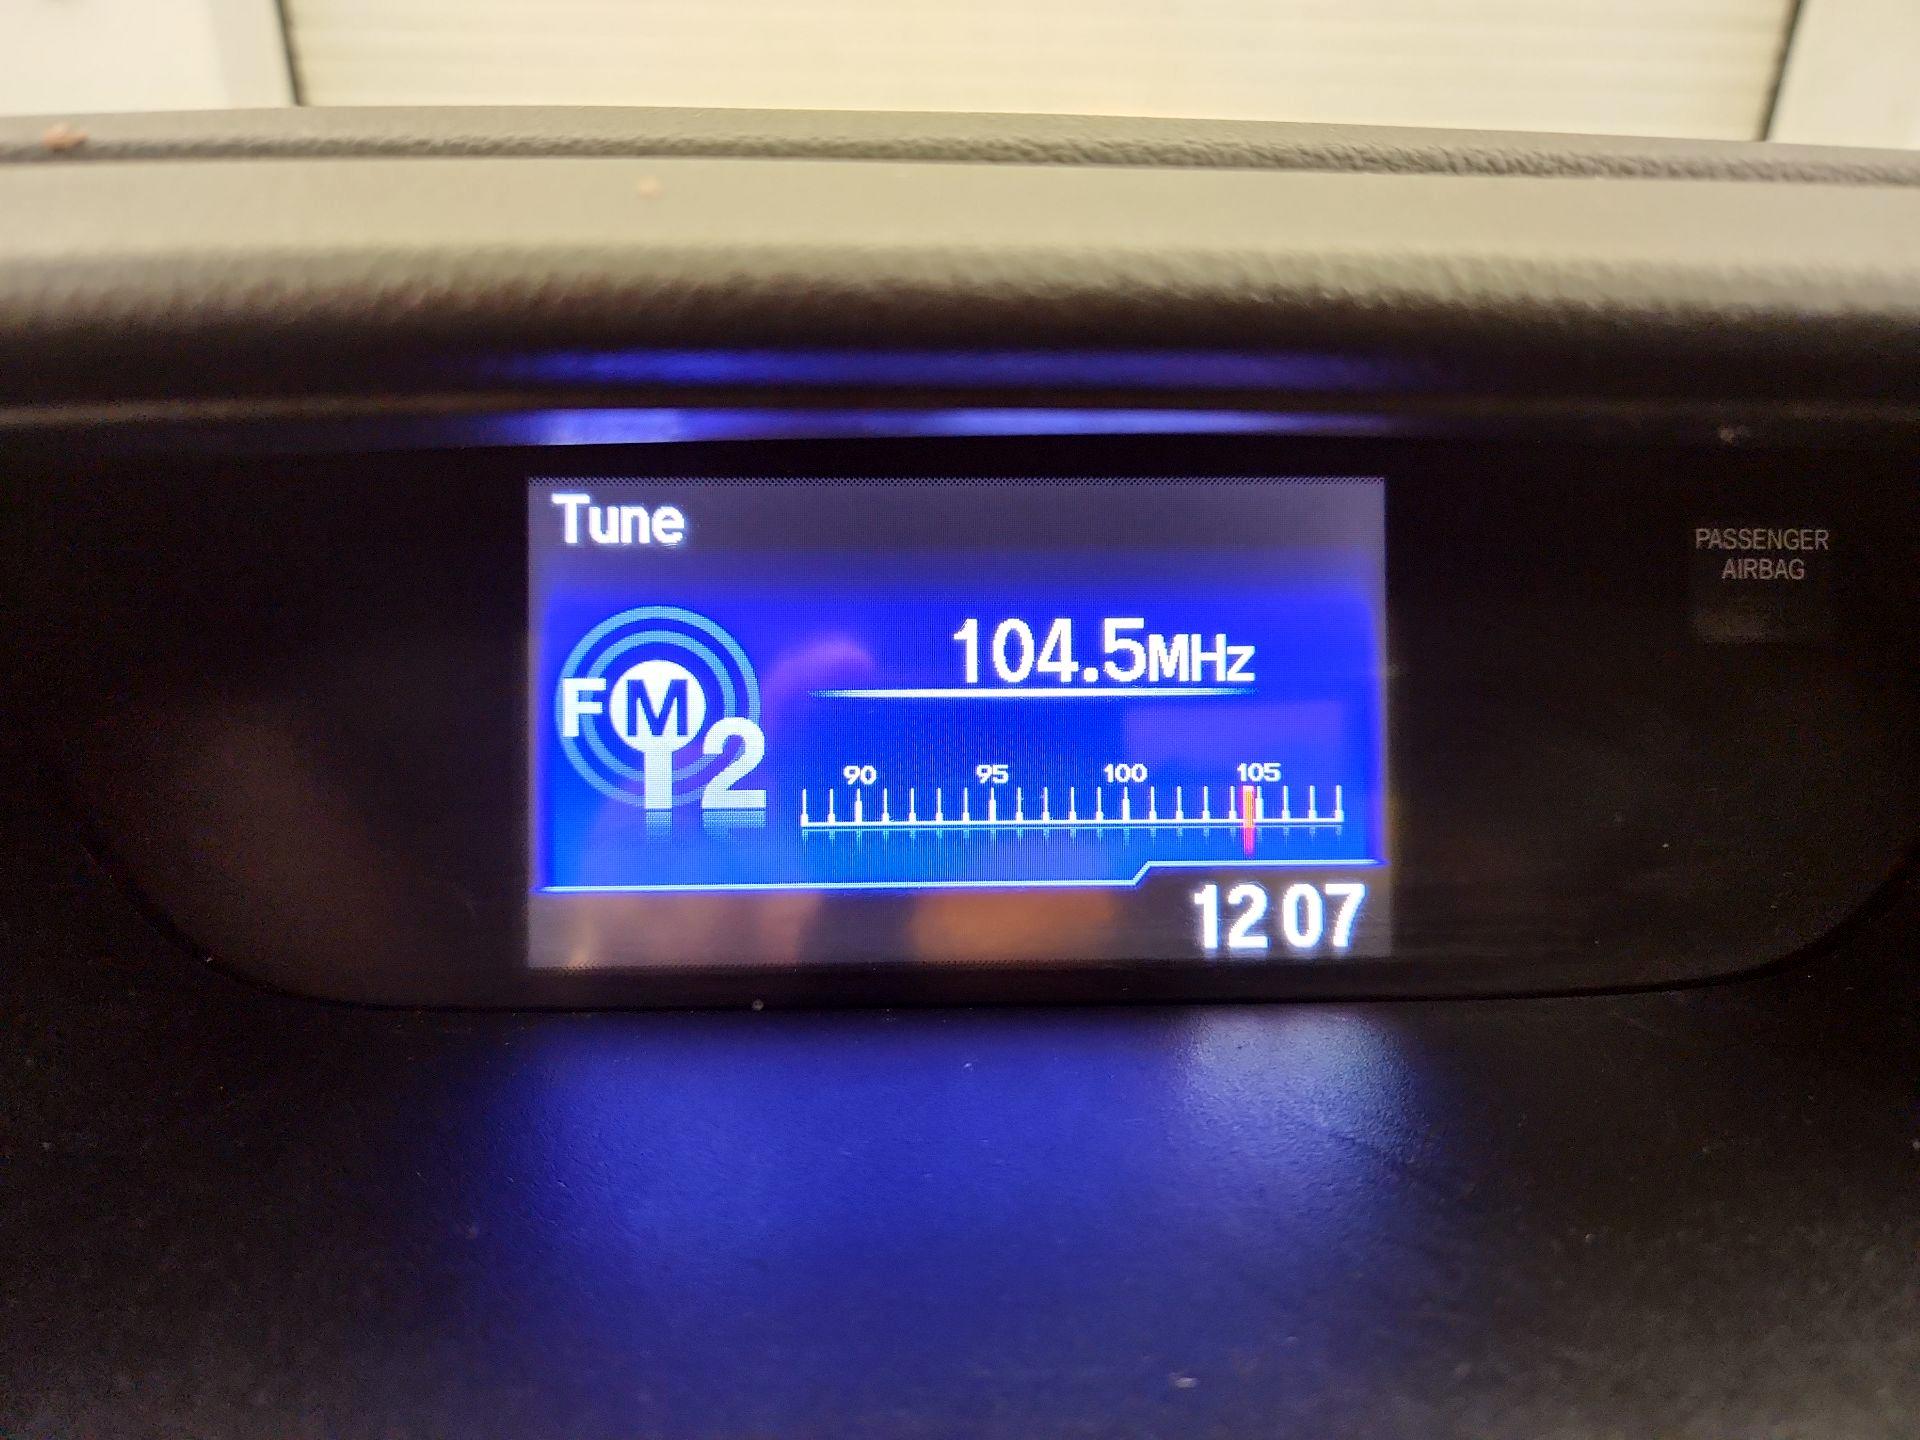 Tune
104.5MHz
FM
2
90 95 100 105
12 07
PASSENGER
AIRBAG